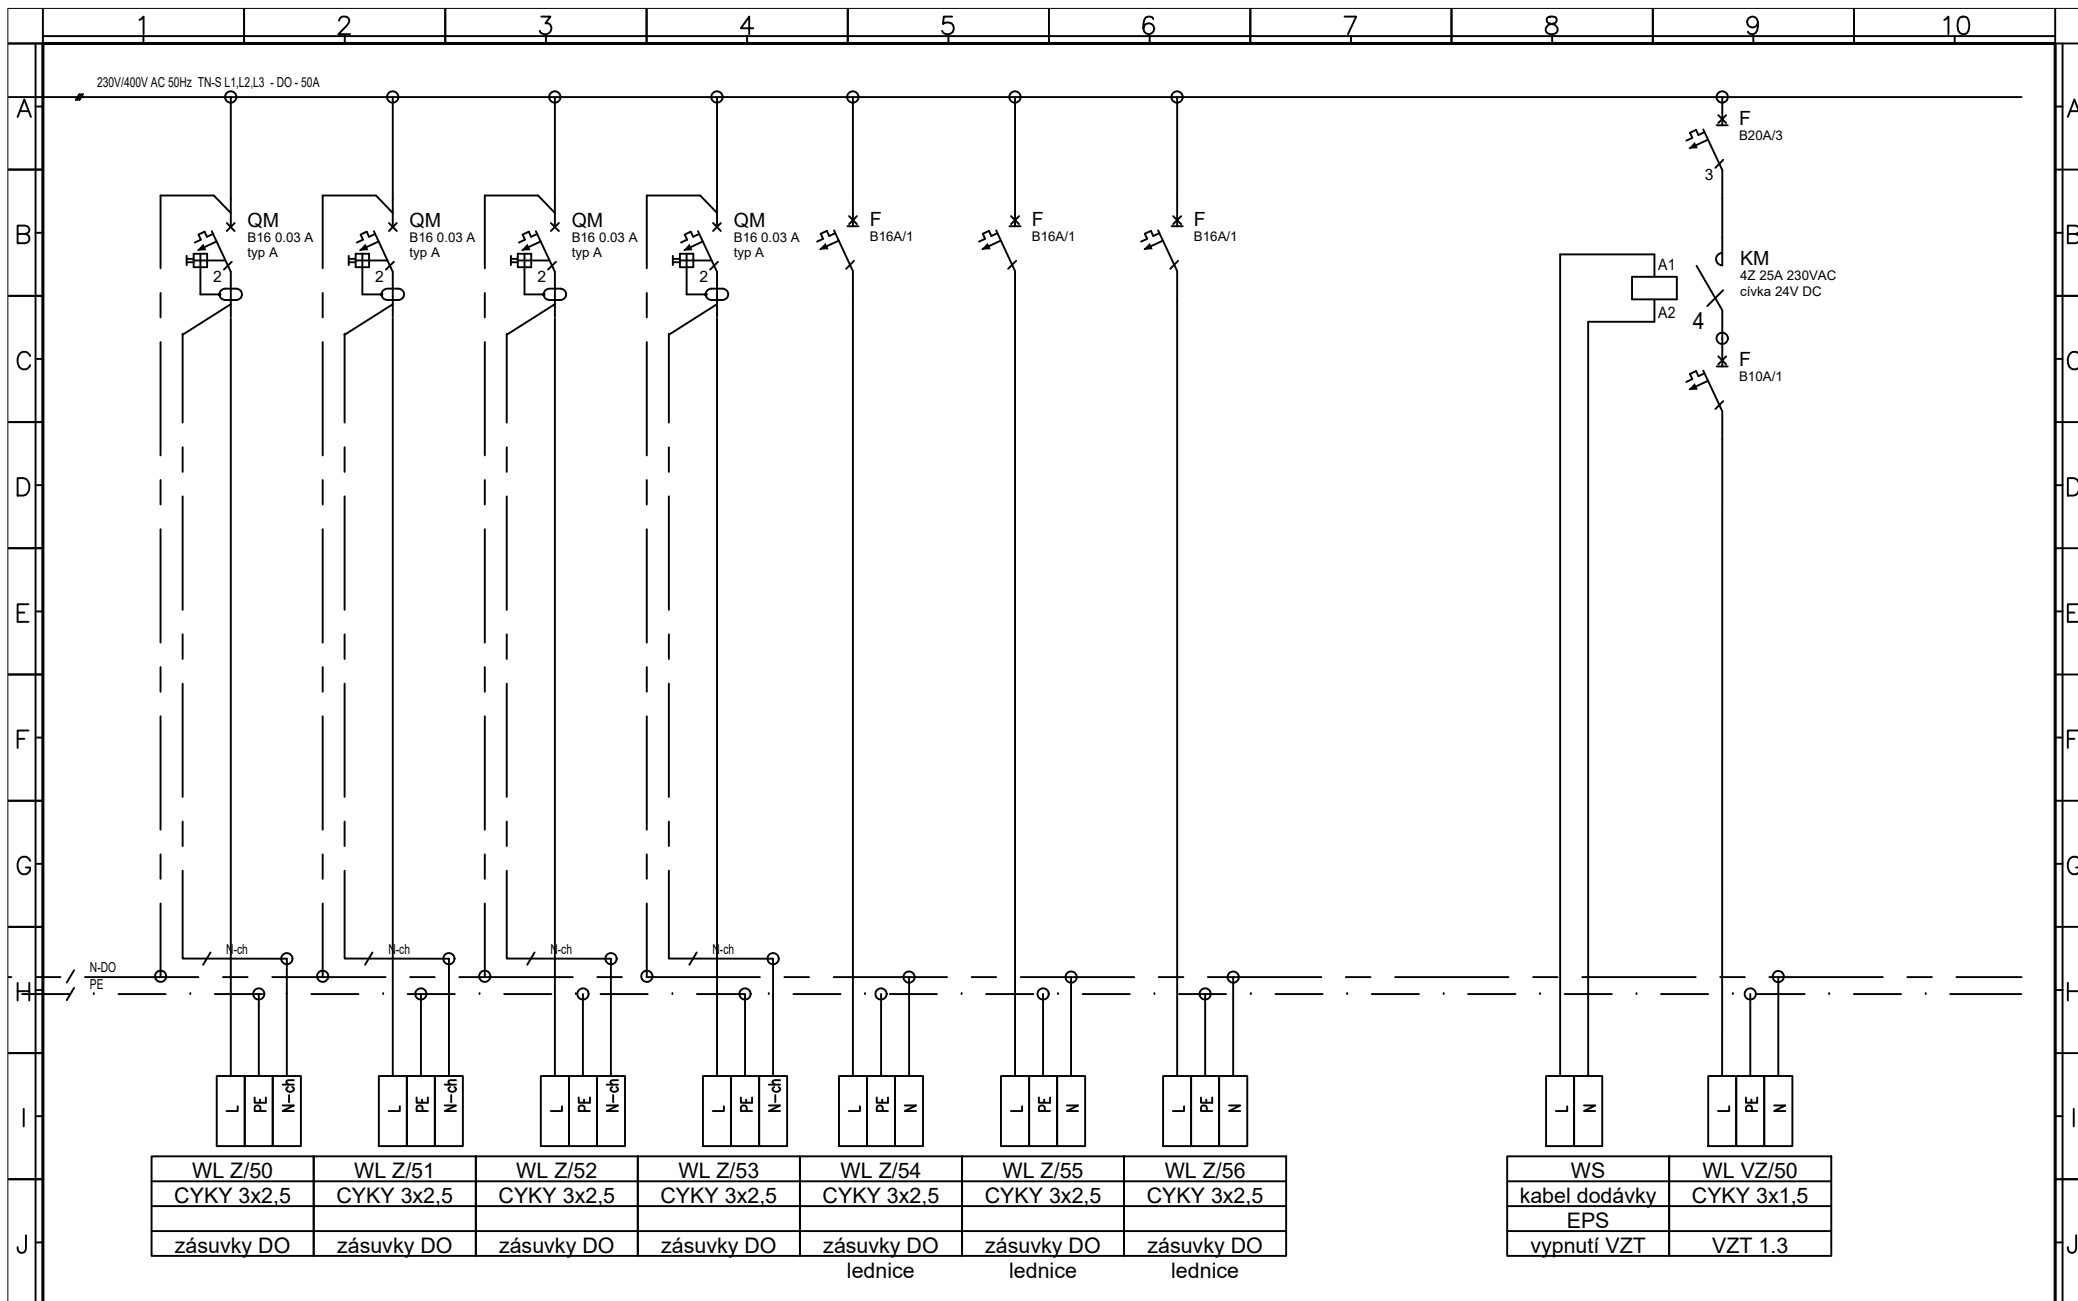 1 2 3 4 5 6 7 8 9 10
230V/400V AC 50Hz TN-S L1,L2,L3 - DO - 50A
A A
F
B20A/3
3
QM
B16 0.03 A
typ A
2
QM
B16 0.03 A
typ A
2
QM
B16 0.03 A
typ A
2
QM
B16 0.03 A
typ A
2
F
B16A/1
F
B16A/1
F
B16A/1
B B
A1
A2
KM
4Z 25A 230VAC
cívka 24V DC
4
F
B10A/1
C C
D D
E E
F F
G G
N-ch N-ch N-ch N-ch
N-DO
PE
H H
L PE N-ch L PE N-ch L PE N-ch L PE N-ch L PE N L PE N L PE N L N L PE N
I I
WL Z/50 WL Z/51 WL Z/52 WL Z/53 WL Z/54 WL Z/55 WL Z/56 WS WL VZ/50
CYKY 3x2,5 CYKY 3x2,5 CYKY 3x2,5 CYKY 3x2,5 CYKY 3x2,5 CYKY 3x2,5 CYKY 3x2,5 kabel dodávky CYKY 3x1,5
EPS
J J
zásuvky DO zásuvky DO zásuvky DO zásuvky DO zásuvky DO zásuvky DO zásuvky DO vypnutí VZT VZT 1.3
lednice lednice lednice